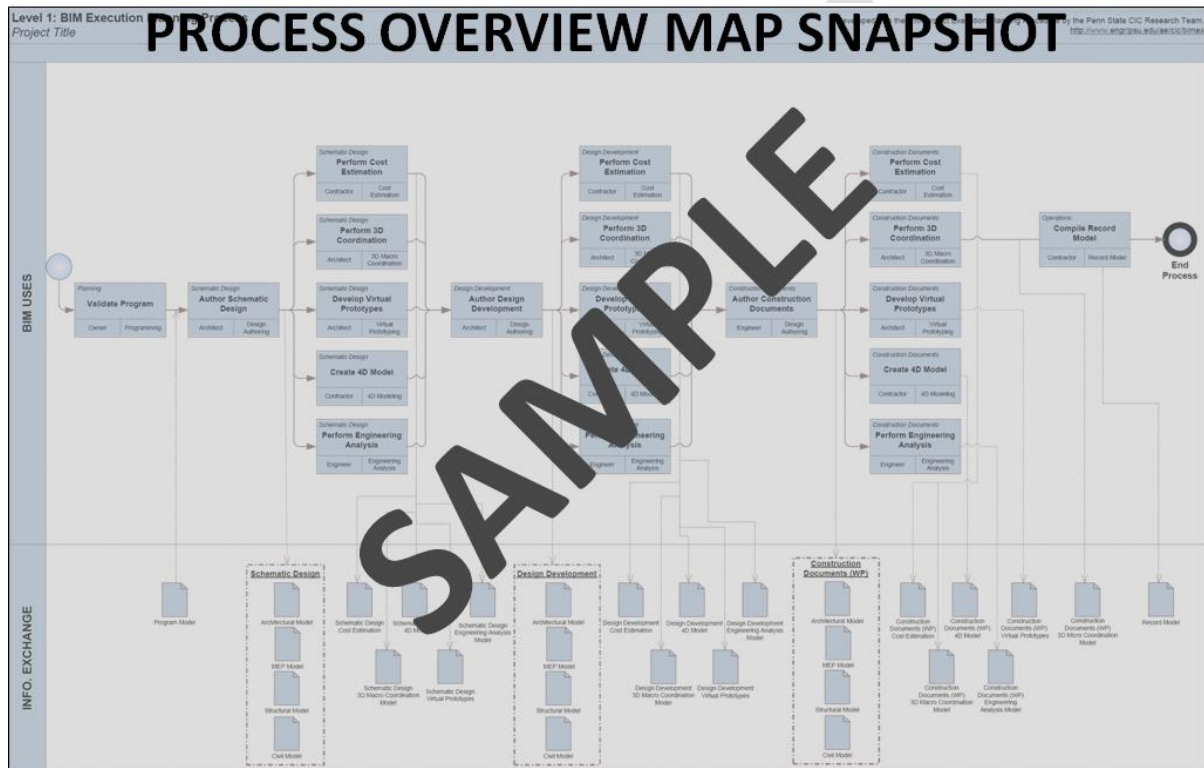 Level 1: BIM Execution
Project Title
PROCESS OVERVIEW MAP SNAPSHOT
by the Penn State CIC Research Team.
http://www.engr/psu.edu/ae/cic/bimex
SAMPLE
BIM USES
Planning
Validate Program
Owner Programming
Schematic Design
Author Schematic
Design
Architect Design
Authoring
Schematic Design
Perform Cost
Estimation
Contractor Cost
Estimation
Schematic Design
Perform 3D
Coordination
Architect 3D Macro
Coordination
Schematic Design
Develop Virtual
Prototypes
Architect Virtual
Prototyping
Schematic Design
Create 4D Model
Contractor 4D Modeling
Schematic Design
Perform Engineering
Analysis
Engineer Engineering
Analysis
Design Development
Author Design
Development
Architect Design
Authoring
Design Development
Perform Cost
Estimation
Contractor Cost
Estimation
Design Development
Perform 3D
Coordination
Architect
Engineering
Analysis
Author Construction
Documents
Engineer Design
Authoring
Construction Documents
Perform Cost
Estimation
Contractor Cost
Estimation
Construction Documents
Perform 3D
Coordination
Architect 3D Macro
Coordination
Construction Documents
Develop Virtual
Prototypes
Architect Virtual
Prototyping
Construction Documents
Create 4D Model
Contractor 4D Modeling
Construction Documents
Perform Engineering
Analysis
Engineer Engineering
Analysis
Operations
Compile Record
Model
Contractor Record Model
End
Process
INFO. EXCHANGE
Program Model
Schematic Design
Architectural Model
MEP Model
Structural Model
Civil Model
Schematic Design
Cost Estimation
Schematic Design
Engineering Analysis
Model
Schematic Design
3D Macro Coordination
Model
Schematic Design
Virtual Prototypes
Design Development
Architectural Model
MEP Model
Structural Model
Civil Model
Design Development
Cost Estimation
Design Development
4D Model
Design Development
Engineering Analysis
Model
Design Development
3D Macro Coordination
Model
Design Development
Virtual Prototypes
Construction
Documents (WP)
Architectural Model
MEP Model
Structural Model
Civil Model
Construction
Documents (WP)
Cost Estimation
Construction
Documents (WP)
4D Model
Construction
Documents (WP)
Virtual Prototypes
Construction
Documents (WP)
3D Micro Coordination
Model
Construction
Documents (WP)
3D Macro Coordination
Model
Construction
Documents (WP)
Engineering
Analysis Model
Record Model